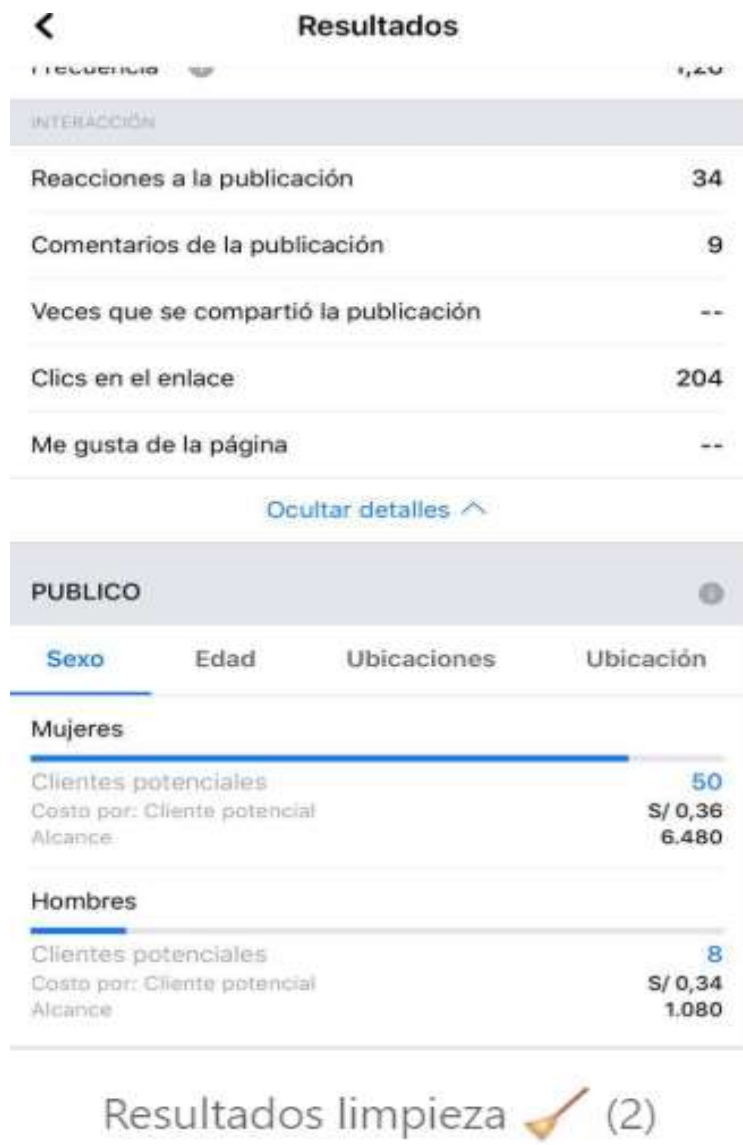 Resultados
Frecuencia
INTERACCIÓN
Reacciones a la publicación 34
Comentarios de la publicación 9
Veces que se compartió la publicación --
Clics en el enlace 204
Me gusta de la página --
Ocultar detalles
PUBLICO
Sexo Edad Ubicaciones Ubicación
Mujeres
Clientes potenciales 50
Costo por: Cliente potencial S/ 0,36
Alcance 6.480
Hombres
Clientes potenciales 8
Costo por: Cliente potencial S/ 0,34
Alcance 1.080
Resultados limpieza 🧹 (2)